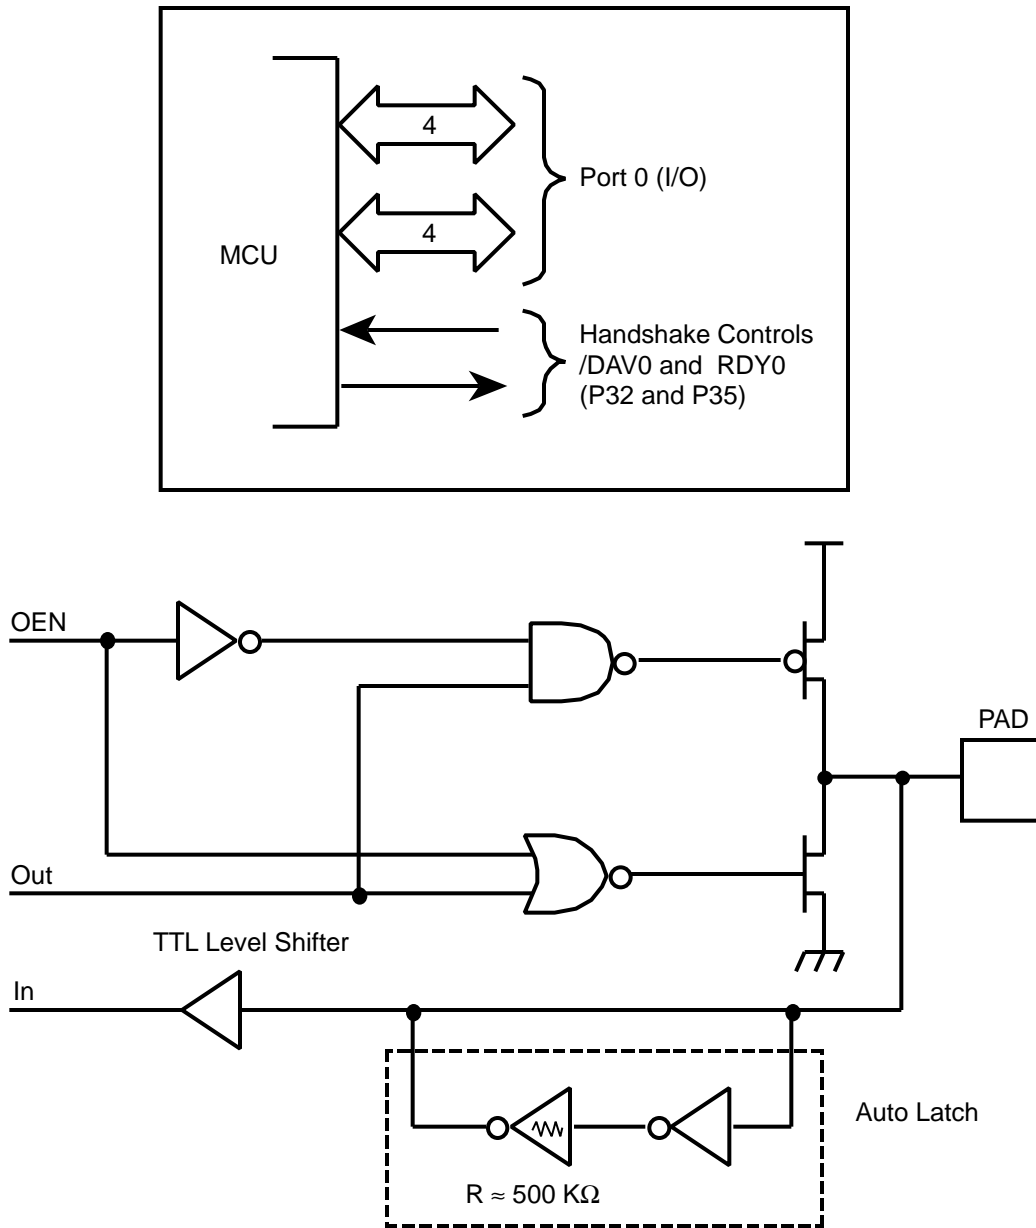 4
Port 0 (I/O)
4
MCU
Handshake Controls
/DAV0 and RDY0
(P32 and P35)
OEN
PAD
Out
TTL Level Shifter
In
Auto Latch
R ≈ 500 KΩ